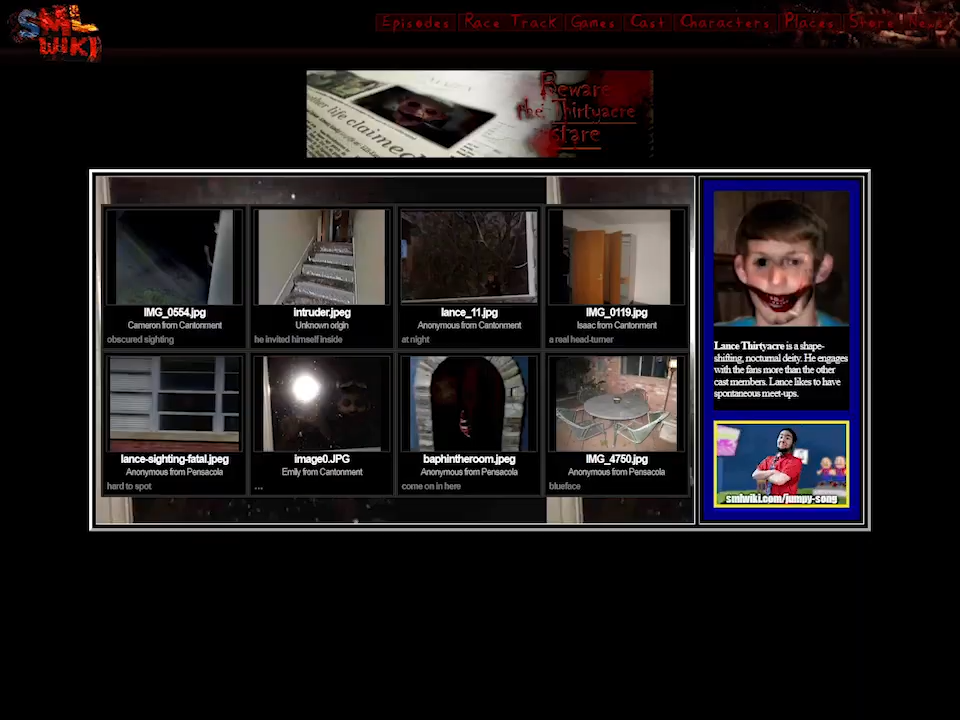 SML
WIKI
Episodes Race Track Games Cast Characters Places Store News
Beware
the Thirtyacre
Stare
other life claimed
IMG_0554.jpg
Cameron from Cantonment
obscured sighting
intruder.jpeg
Unknown origin
he invited himself inside
lance_11.jpg
Anonymous from Cantonment
at night
IMG_0119.jpg
Isaac from Cantonment
a real head-turner
lance-sighting-fatal.jpeg
Anonymous from Pensacola
hard to spot
image0.JPG
Emily from Cantonment
...
baphintheroom.jpeg
Anonymous from Pensacola
come on in here
IMG_4750.jpg
Anonymous from Pensacola
blueface
Lance Thirtyacre is a shape-
shifting, nocturnal deity. He engages
with the fans more than the other
cast members. Lance likes to have
spontaneous meet-ups.
smlwiki.com/jumpy-song